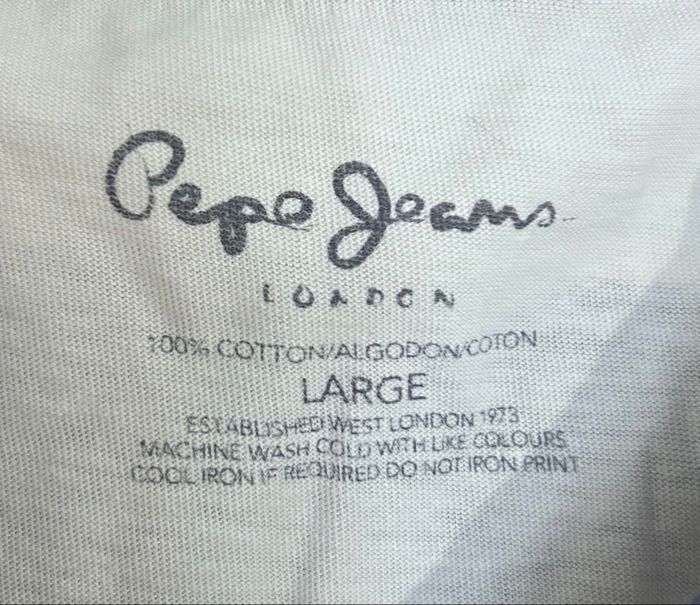 Pepe Jeans
LONDON
100% COTTON/ALGODON/COTON
LARGE
ESTABLISHED WEST LONDON 1973
MACHINE WASH COLD WITH LIKE COLOURS
COOL IRON IF REQUIRED DO NOT IRON PRINT